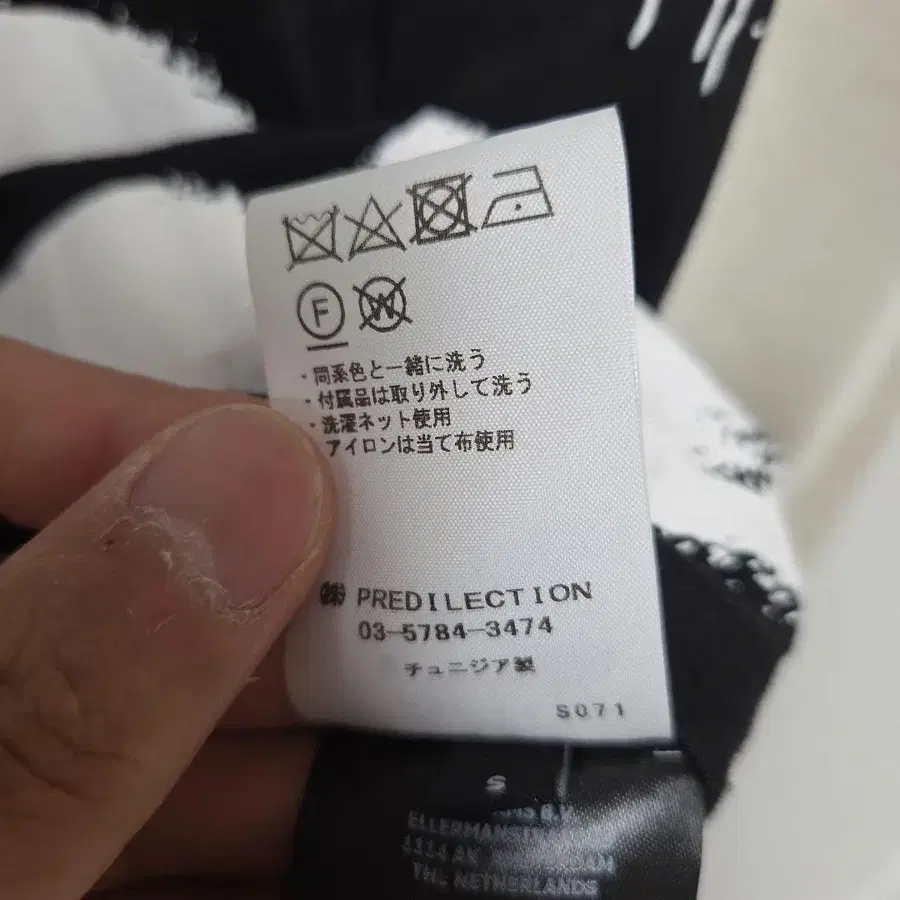 F W
・同系色と一緒に洗う
・付属品は取り外して洗う
・洗濯ネット使用
・アイロンは当て布使用
㈱ PREDILECTION
03-5784-3474
チュニジア製
S071
S
B.V.
1114 AK
THE NETHERLANDS